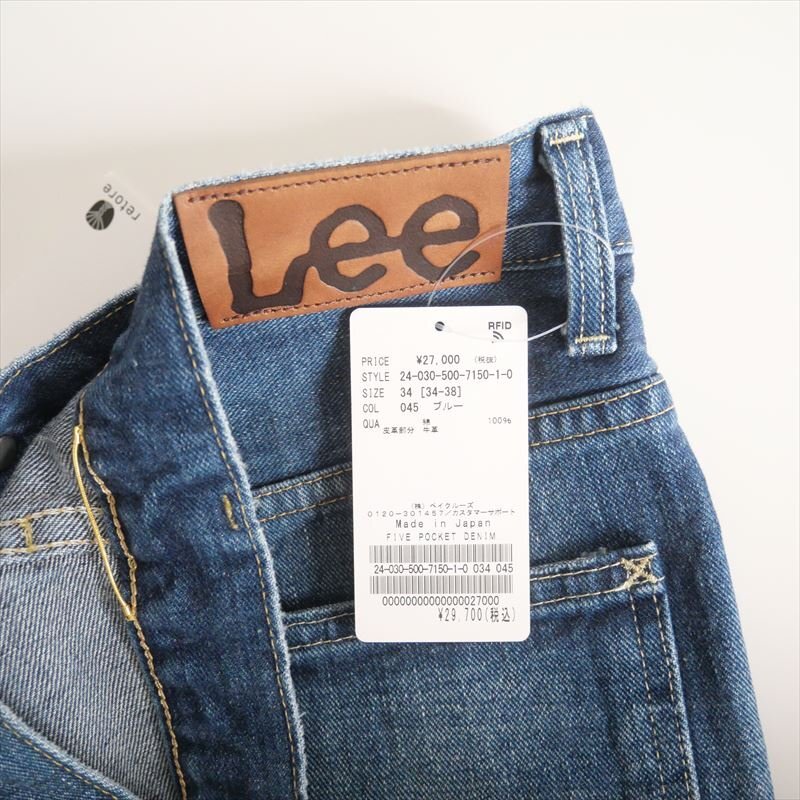 Lee
retore
RFID
PRICE ¥27,000 (税抜)
STYLE 24-030-500-7150-1-0
SIZE 34 [34-38]
COL 045 ブルー
QUA 綿 100%
皮革部分 牛革
(株) ベイクルーズ
0120-301457/カスタマーサポート
Made in Japan
FIVE POCKET DENIM
24-030-500-7150-1-0 034 045
00000000000000027000
¥29,700(税込)